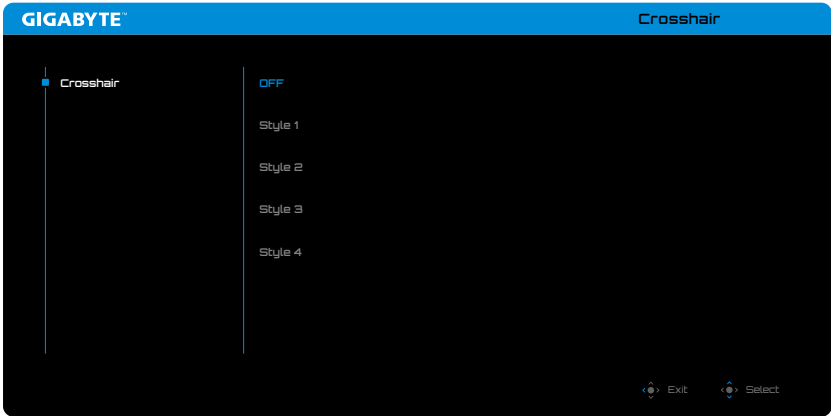 GIGABYTE™ Crosshair
Crosshair OFF
Style 1
Style 2
Style 3
Style 4
Exit Select